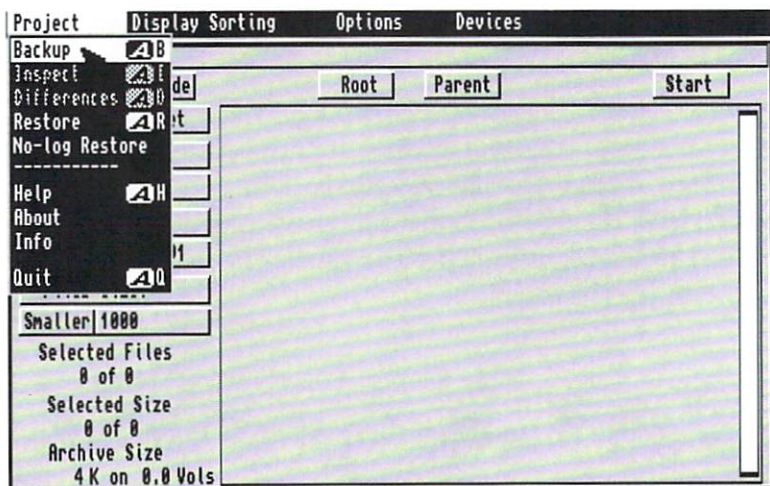 Project Display Sorting Options Devices
Backup A B
Inspect A I
Differences A D
Restore A R
No-log Restore
-----------
Help A H
About
Info
Quit A Q
de
Root Parent Start
et
01
Smaller 1000
Selected Files
0 of 0
Selected Size
0 of 0
Archive Size
4 K on 0.0 Vols